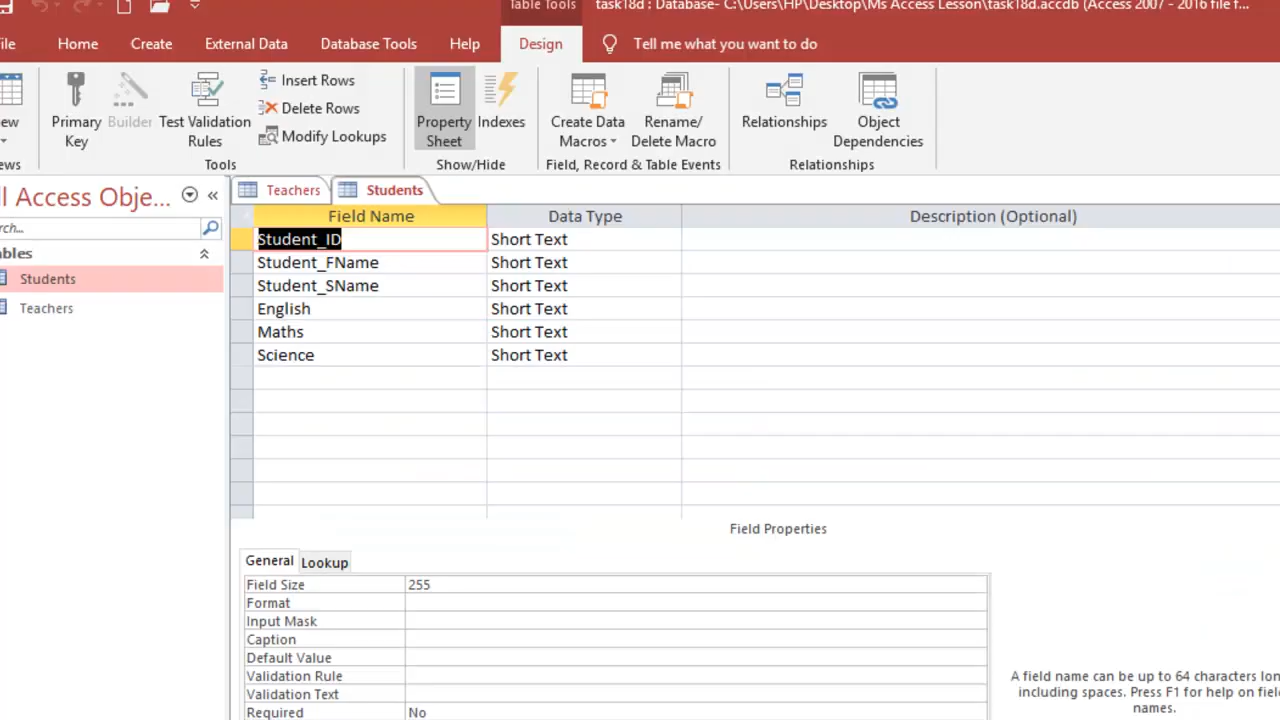 Table Tools task18d : Database- C:\Users\HP\Desktop\Ms Access Lesson\task18d.accdb (Access 2007 - 2016 file f...
ile Home Create External Data Database Tools Help Design Tell me what you want to do
ew
ews
Primary Key
Builder
Test Validation Rules
Insert Rows
Delete Rows
Modify Lookups
Tools
Property Sheet
Indexes
Show/Hide
Create Data Macros
Rename/ Delete Macro
Field, Record & Table Events
Relationships
Object Dependencies
Relationships
ll Access Obje... «
rch...
ables
Students
Teachers
Teachers Students
Field Name Data Type Description (Optional)
Student_ID Short Text
Student_FName Short Text
Student_SName Short Text
English Short Text
Maths Short Text
Science Short Text
Field Properties
General Lookup
Field Size 255
Format
Input Mask
Caption
Default Value
Validation Rule
Validation Text
Required No
A field name can be up to 64 characters lon
including spaces. Press F1 for help on fiel
names.